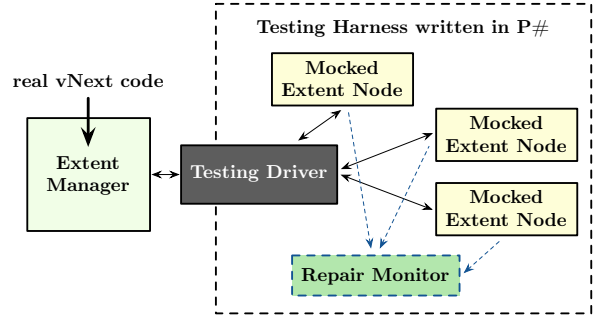 Testing Harness written in P#
real vNext code
Mocked
Extent Node
Extent
Manager
Testing Driver
Mocked
Extent Node
Mocked
Extent Node
Repair Monitor